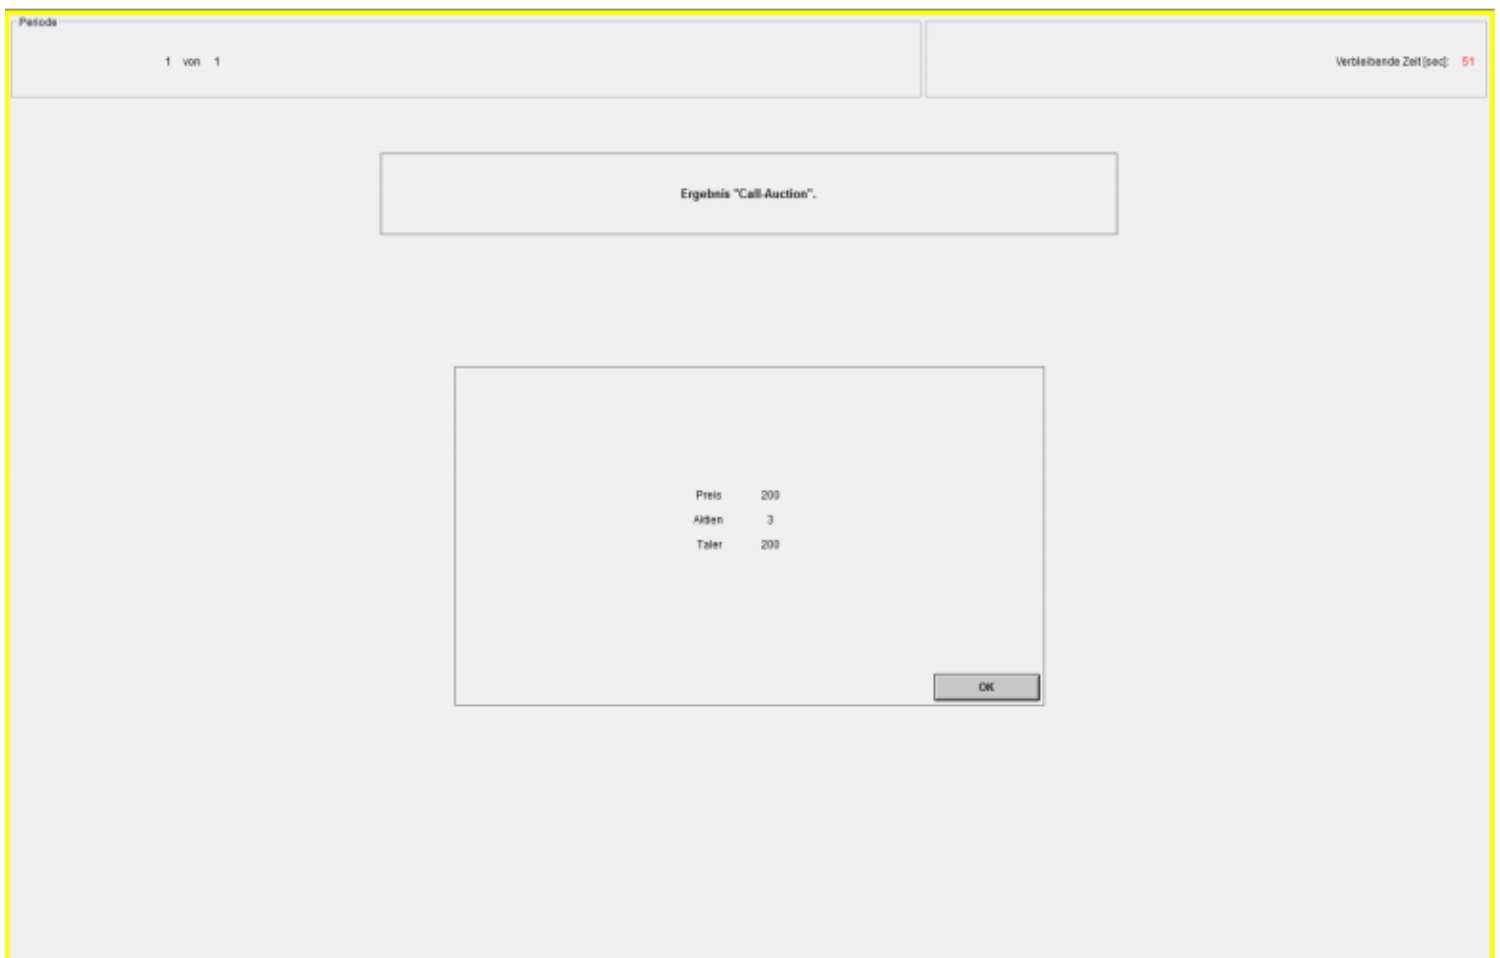 Periode
1 von 1
Verbleibende Zeit [sec]: 51
Ergebnis "Call-Auction".
Preis 200
Aktien 3
Taler 200
OK